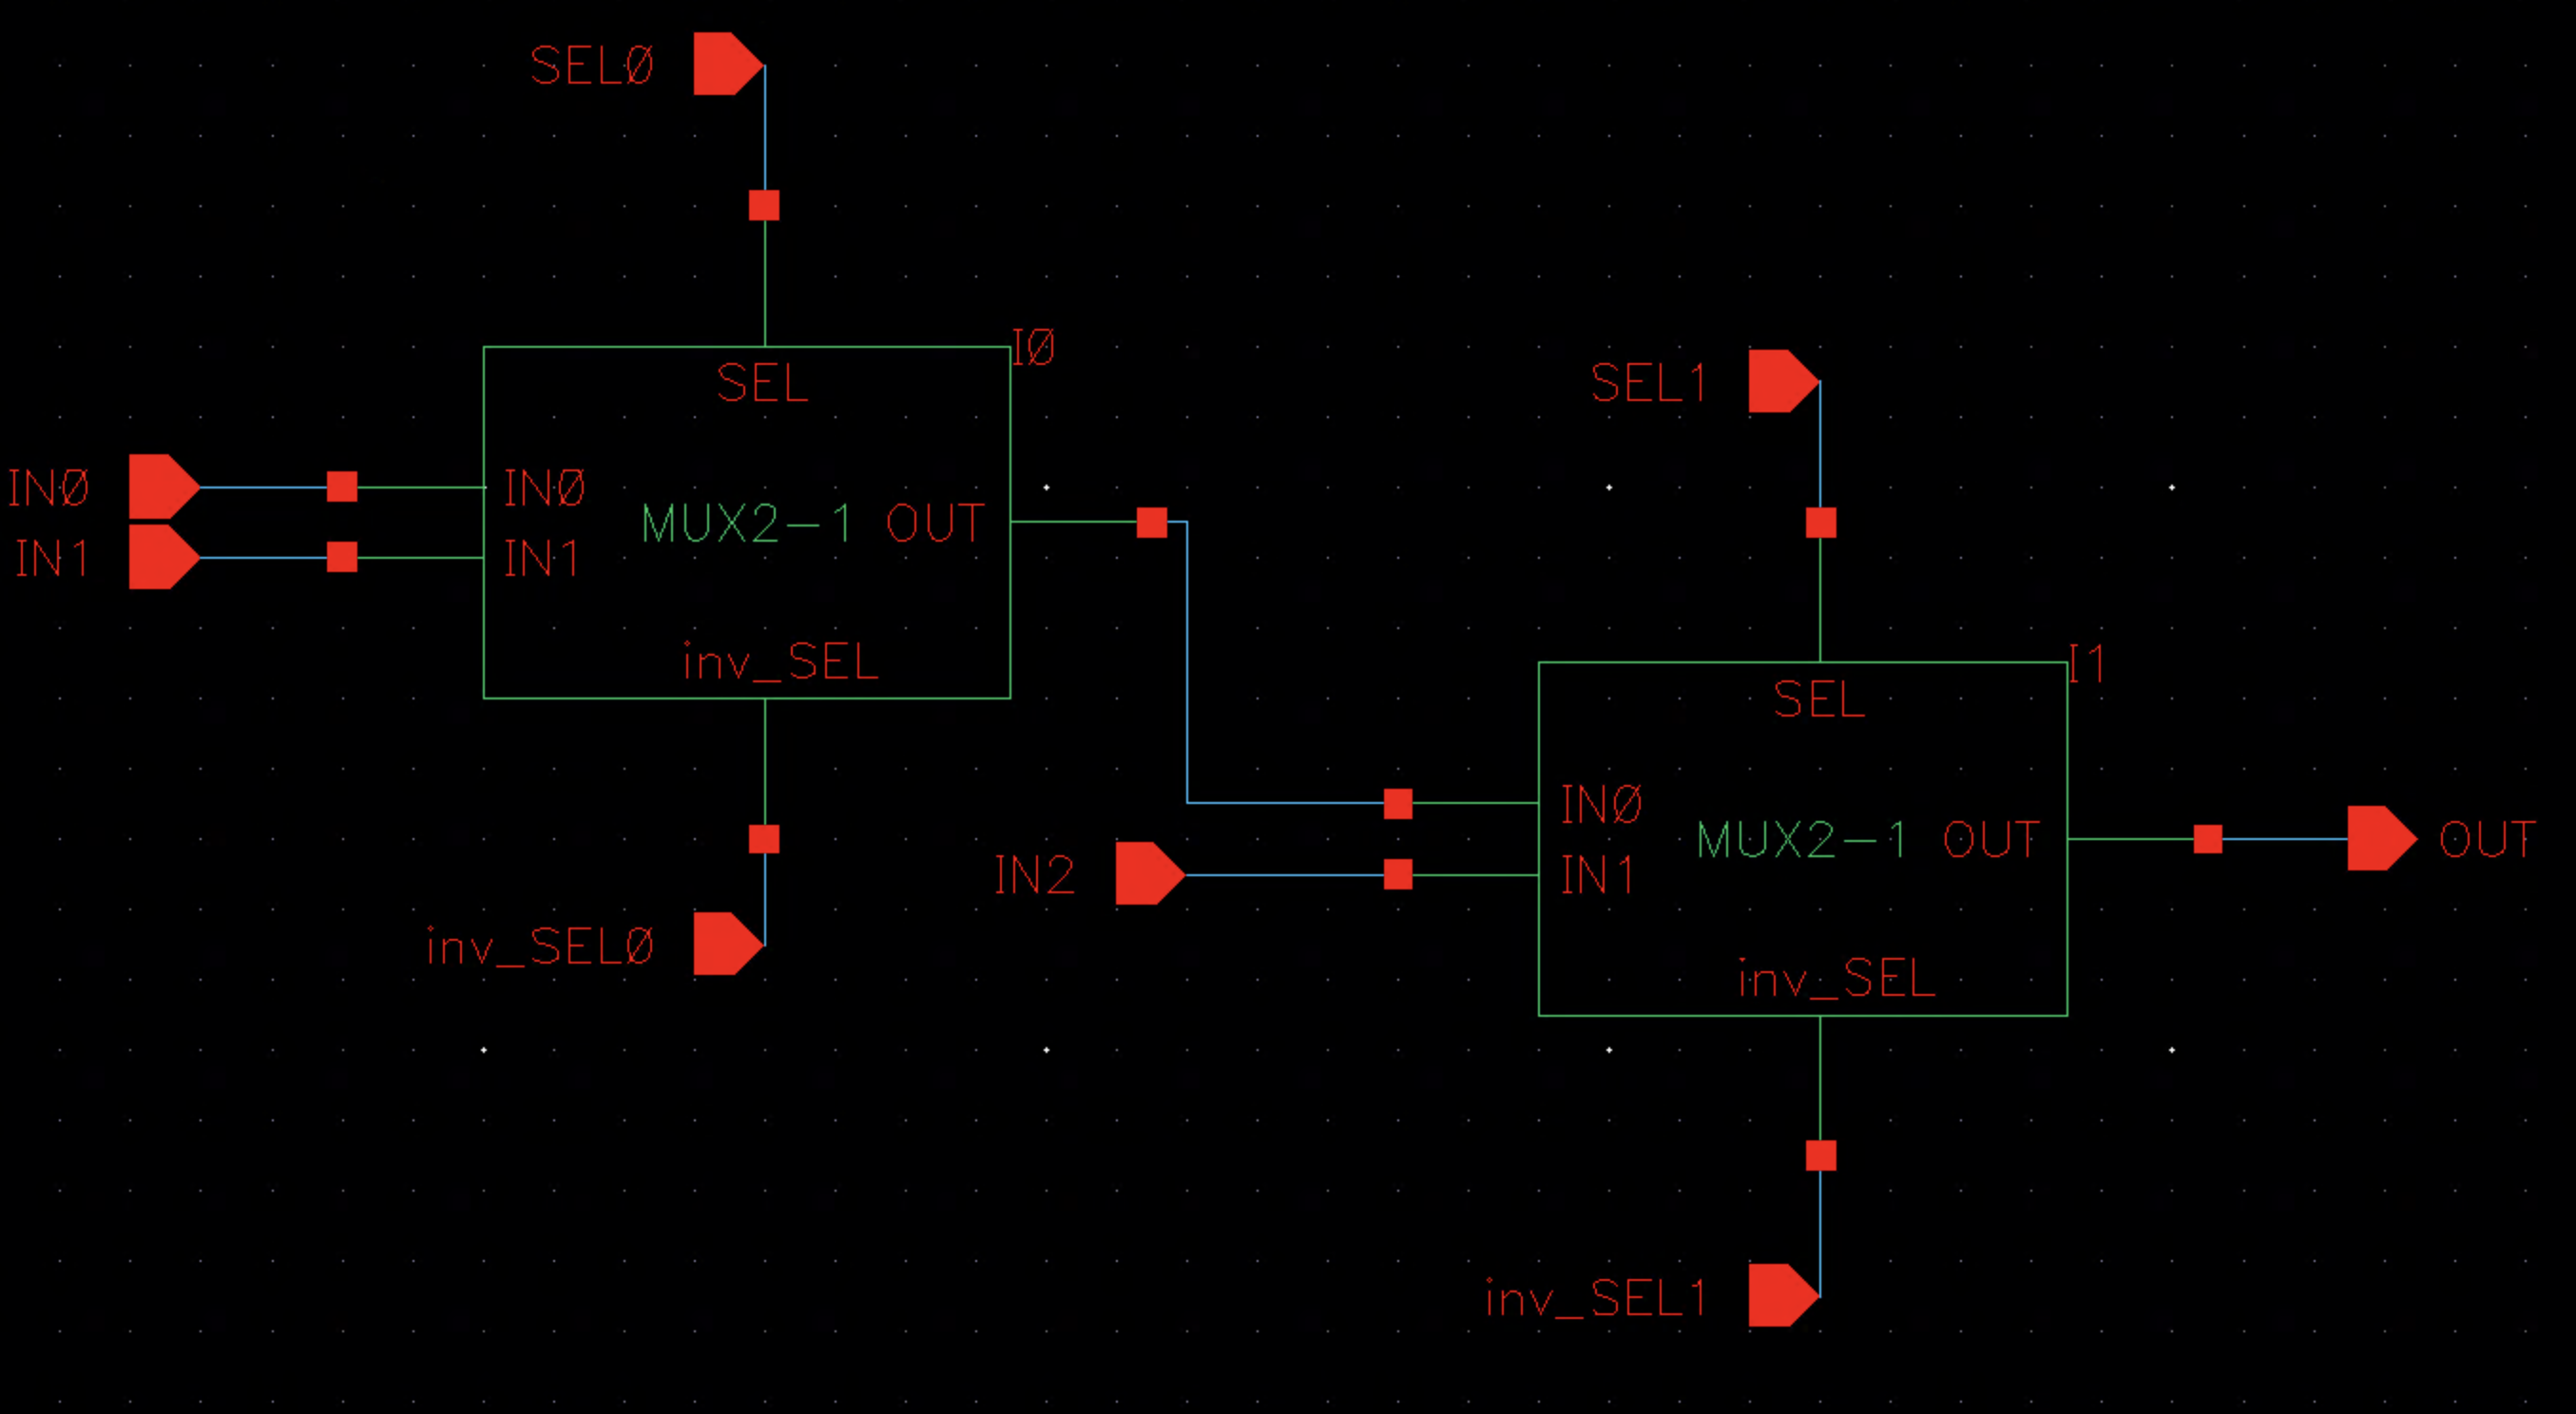 SEL0
I0
SEL
SEL1
IN0
IN0
MUX2-1
OUT
IN1
IN1
inv_SEL
I1
SEL
IN0
MUX2-1
OUT
OUT
IN2
IN1
inv_SEL0
inv_SEL
inv_SEL1